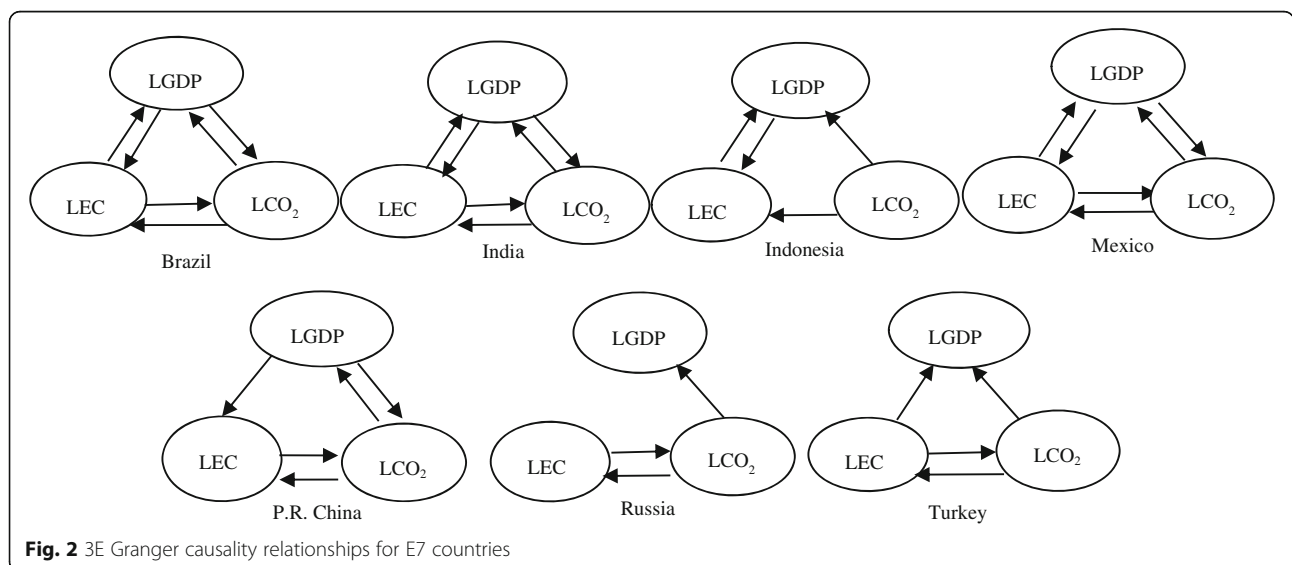 LGDP
LEC
LCO₂
Brazil
LGDP
LEC
LCO₂
India
LGDP
LEC
LCO₂
Indonesia
LGDP
LEC
LCO₂
Mexico
LGDP
LEC
LCO₂
P.R. China
LGDP
LEC
LCO₂
Russia
LGDP
LEC
LCO₂
Turkey
Fig. 2 3E Granger causality relationships for E7 countries